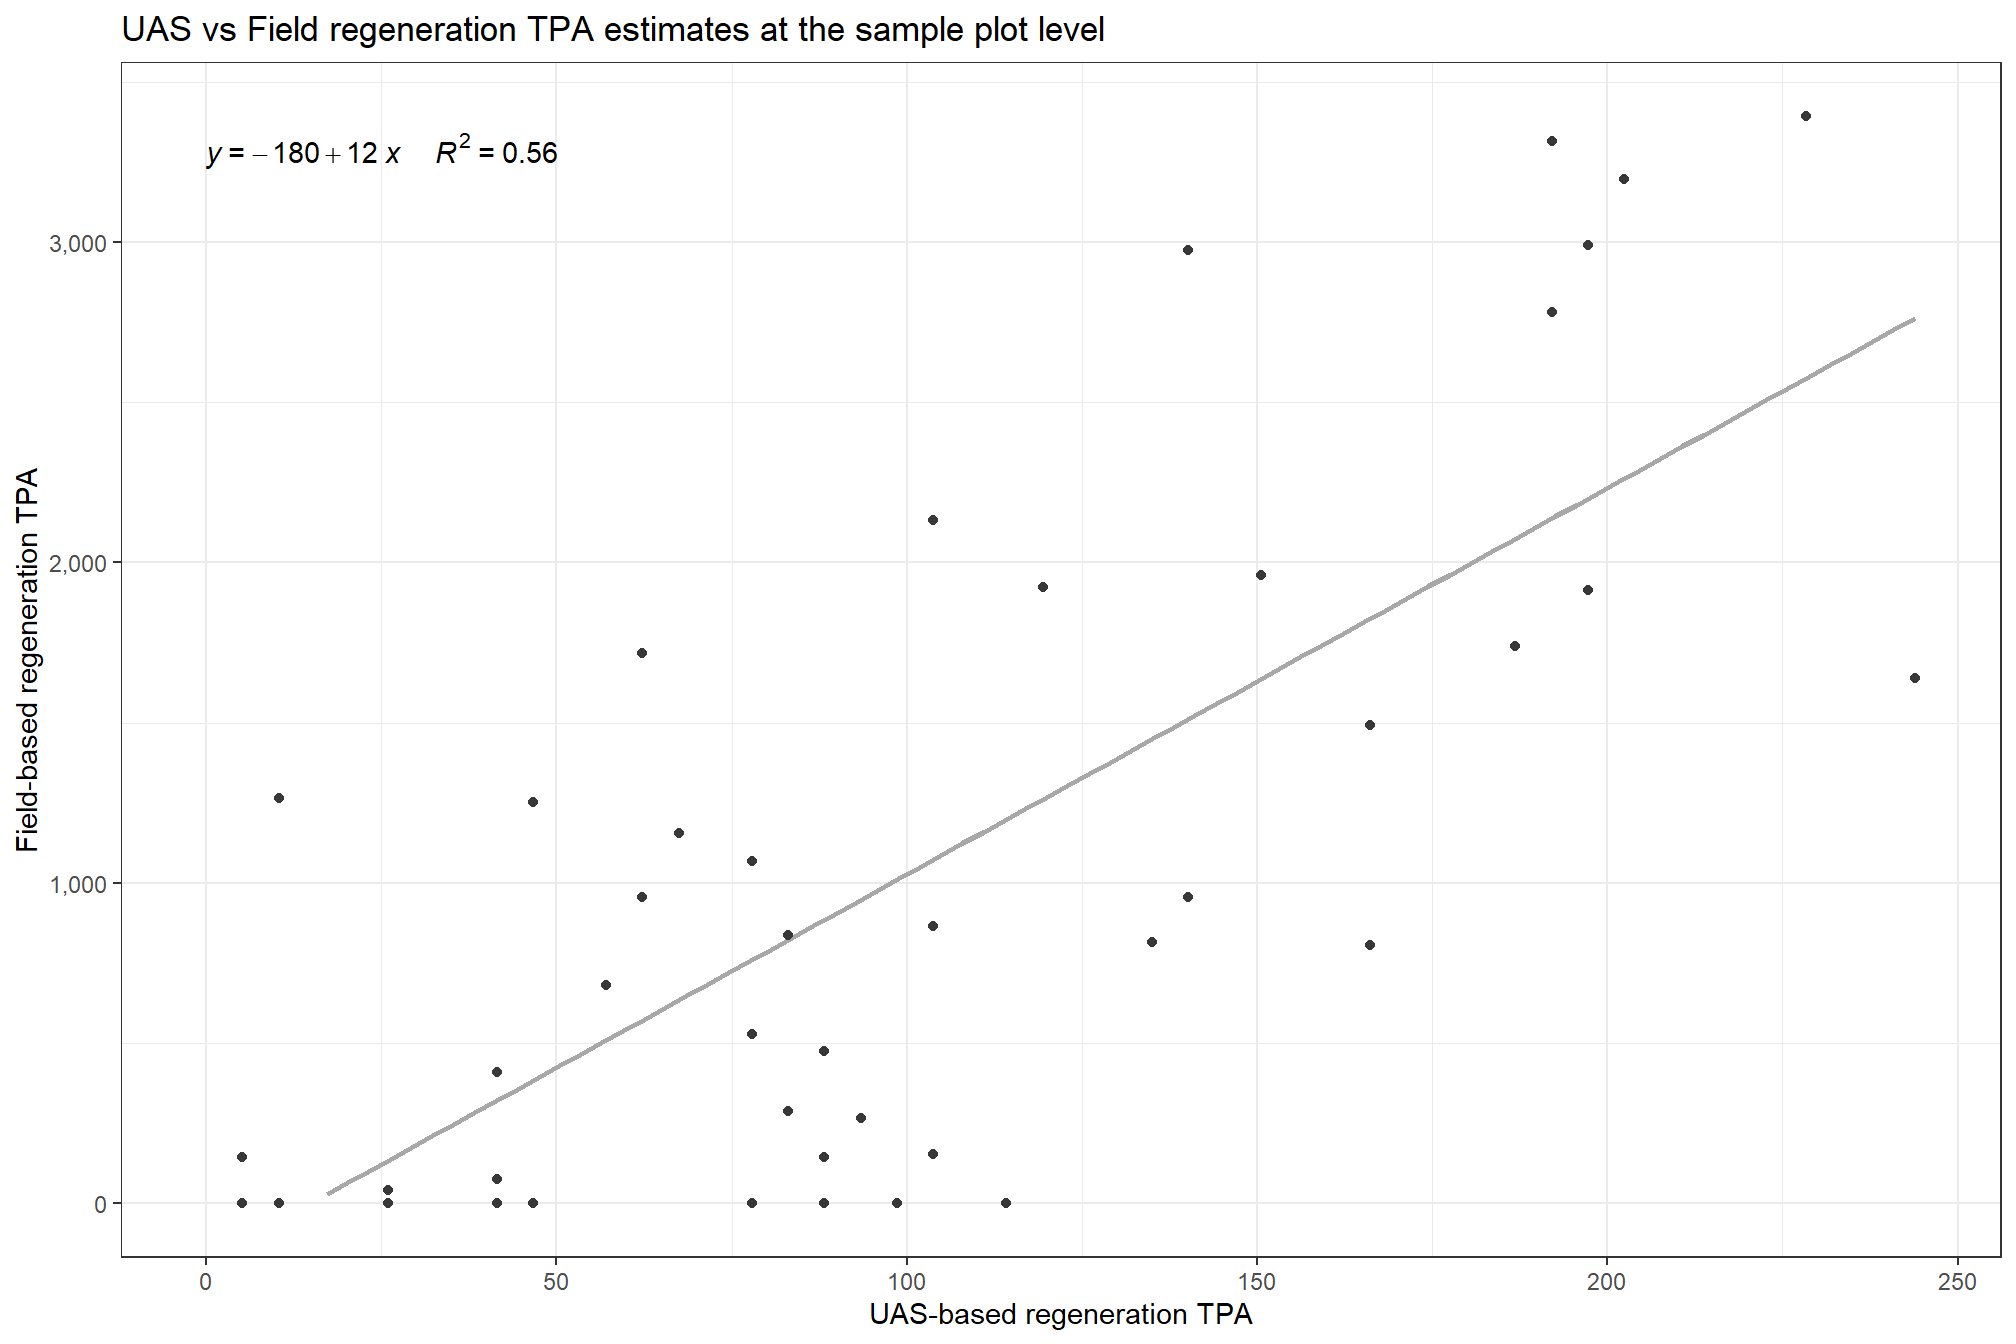 UAS vs Field regeneration TPA estimates at the sample plot level
y = − 180 + 12 x R² = 0.56
3,000
2,000
1,000
0
Field-based regeneration TPA
0 50 100 150 200 250
UAS-based regeneration TPA